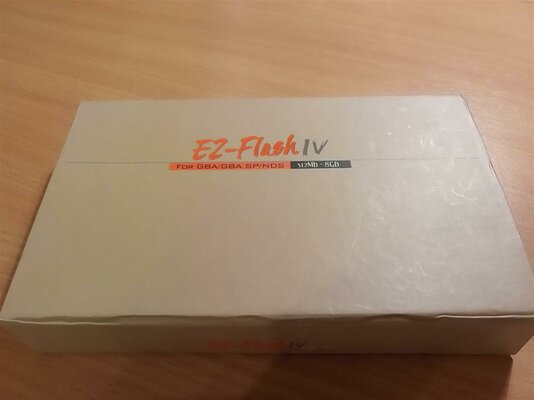 EZ-Flash IV
FOR GBA/GBA SP/NDS 512MB - 8GB
EZ-Flash IV